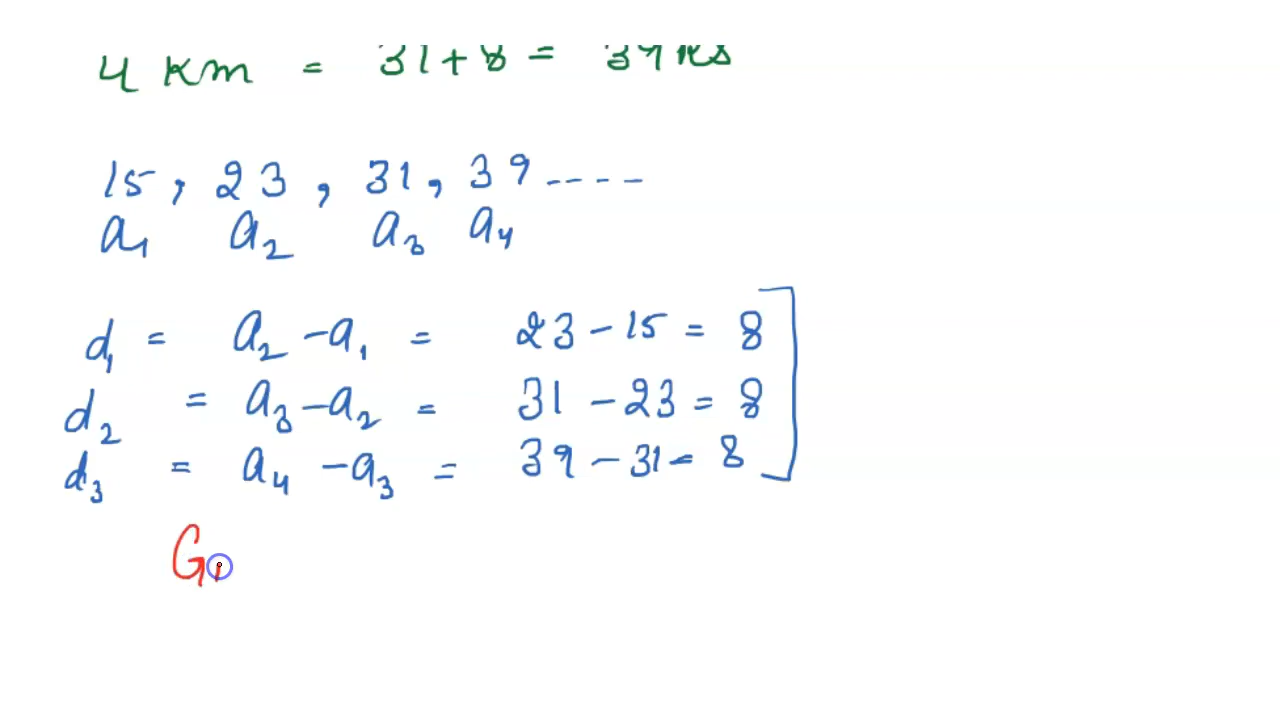 4 Km = 31 + 8 = 39 Rs
15, 23, 31, 39 ----
a1 a2 a3 a4
d1 = a2 - a1 = 23 - 15 = 8
d2 = a3 - a2 = 31 - 23 = 8
d3 = a4 - a3 = 39 - 31 = 8